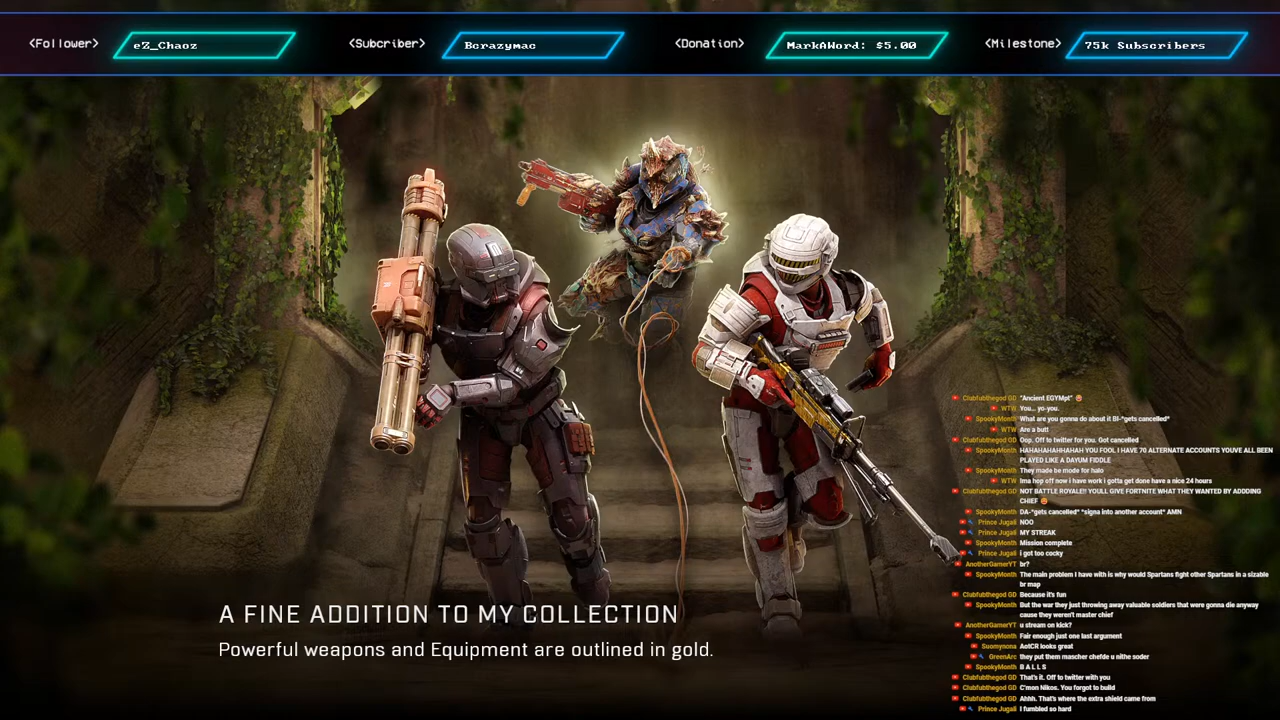 <Follower> eZ_Chaoz <Subcriber> Bcrazymac <Donation> MarkAWord: $5.00 <Milestone> 75k Subscribers
Clubfubthegod GD "Ancient EGYMpt"
WTW You... yo-you.
SpookyMonth What are you gonna do about it BI-*gets cancelled*
WTW Are a butt
Clubfubthegod GD Oop. Off to twitter for you. Got cancelled
SpookyMonth HAHAHAHAHHAHAH YOU FOOL. I HAVE 70 ALTERNATE ACCOUNTS YOUVE ALL BEEN
PLAYED LIKE A DAYUM FIDDLE
SpookyMonth They made be mode for halo
WTW Ima hop off now i have work i gotta get done have a nice 24 hours
Clubfubthegod GD NOT BATTLE ROYALE!! YOULL GIVE FORTNITE WHAT THEY WANTED BY ADDDING
CHIEF
SpookyMonth DA-*gets cancelled* *signa into another account* AMN
Prince Jugali NOO
Prince Jugali MY STREAK
SpookyMonth Mission complete
Prince Jugali i got too cocky
AnotherGamerYT br?
SpookyMonth The main problem I have with is why would Spartans fight other Spartans in a sizable
br map
Clubfubthegod GD Because it's fun
SpookyMonth But the war they just throwing away valuable soldiers that were gonna die anyway
cause they weren't master chief
AnotherGamerYT u stream on kick?
SpookyMonth Fair enough just one last argument
Suomynona AotCR looks great
GreenArc they put them mascher chefde u nithe soder
SpookyMonth B A L L S
Clubfubthegod GD That's it. Off to twitter with you
Clubfubthegod GD C'mon Nikos. You forgot to build
Clubfubthegod GD Ahhh. That's where the extra shield came from
Prince Jugali I fumbled so hard
A FINE ADDITION TO MY COLLECTION
Powerful weapons and Equipment are outlined in gold.